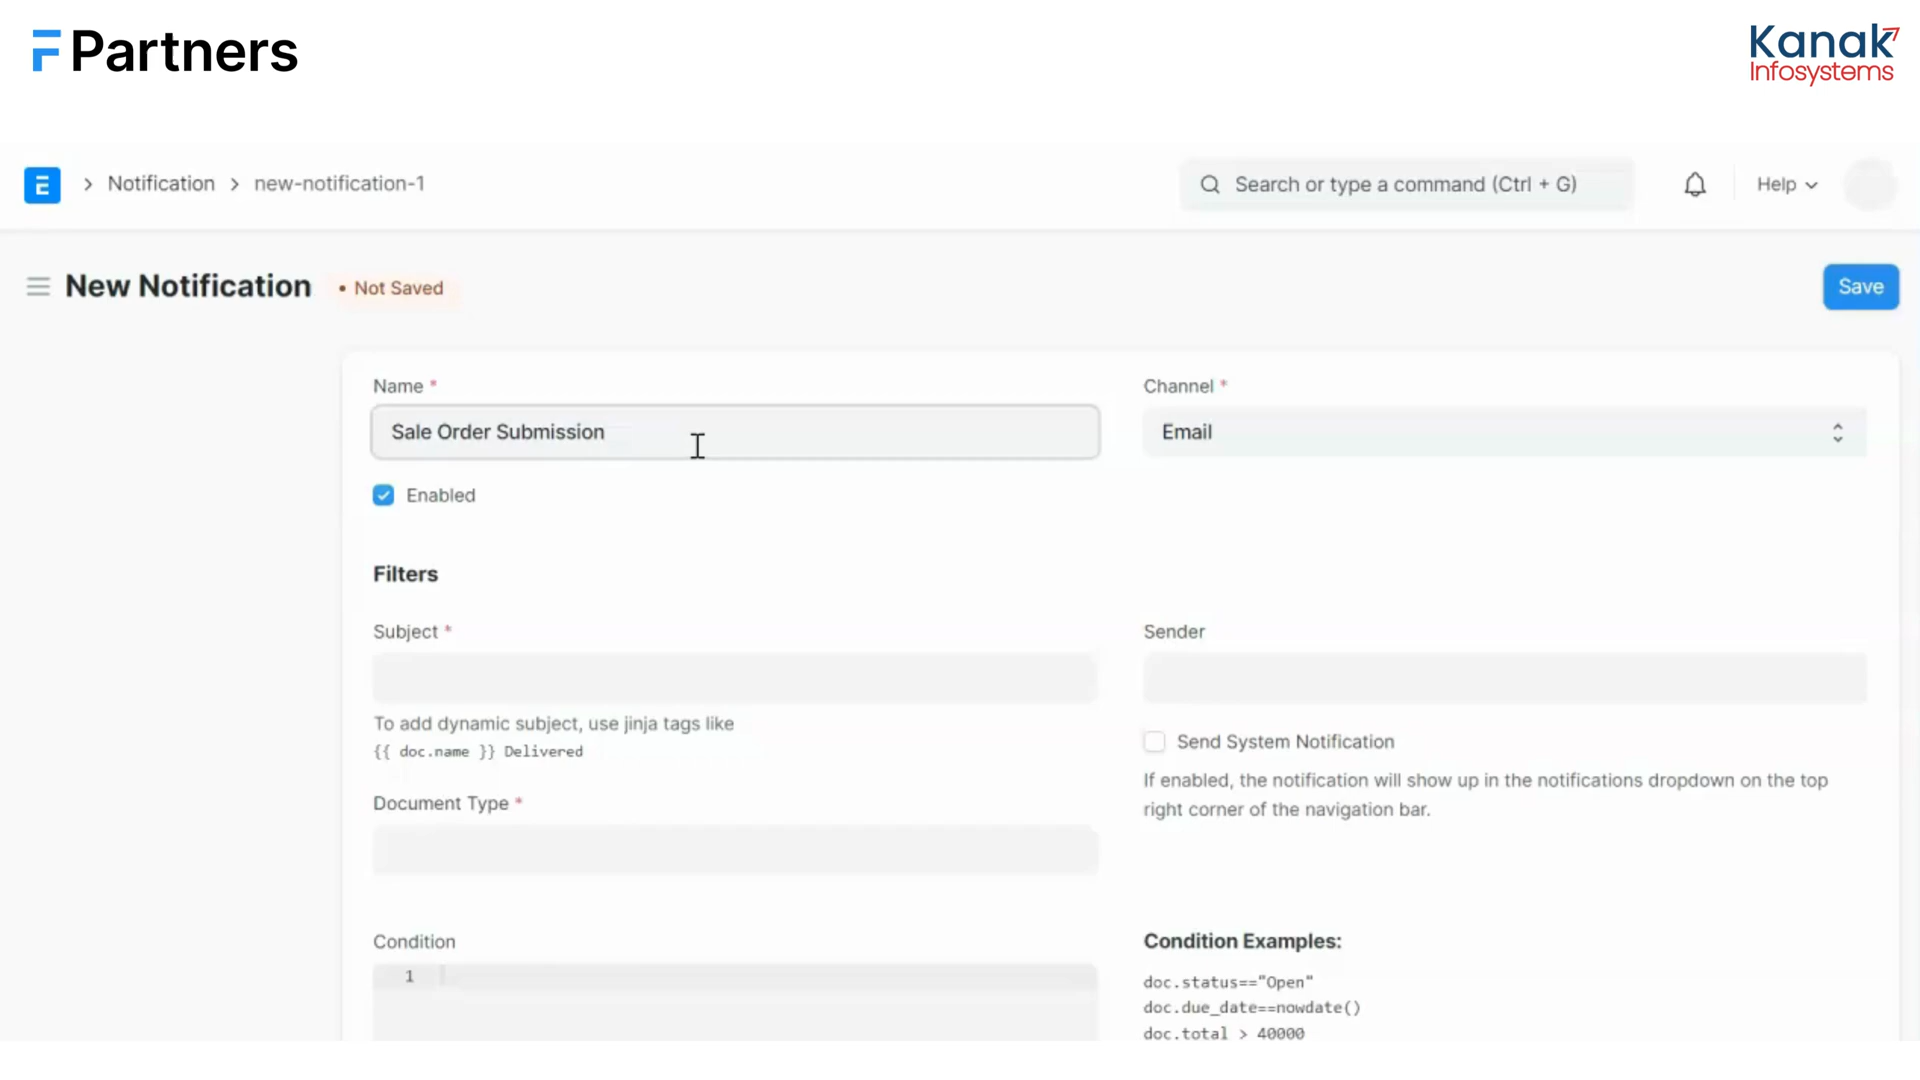 Partners
Kanak
Infosystems
E > Notification > new-notification-1
Search or type a command (Ctrl + G)
Help
New Notification • Not Saved
Save
Name *
Channel *
Sale Order Submission
Email
Enabled
Filters
Subject *
Sender
To add dynamic subject, use jinja tags like
{{ doc.name }} Delivered
Send System Notification
If enabled, the notification will show up in the notifications dropdown on the top
right corner of the navigation bar.
Document Type *
Condition
Condition Examples:
1
doc.status=="Open"
doc.due_date==nowdate()
doc.total > 40000